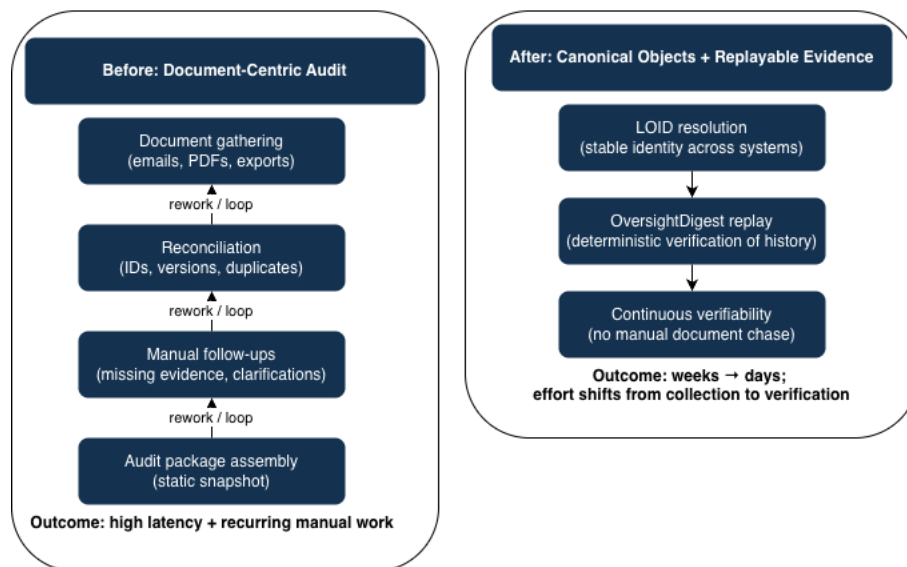 Before: Document-Centric Audit
Document gathering
(emails, PDFs, exports)
rework / loop
Reconciliation
(IDs, versions, duplicates)
rework / loop
Manual follow-ups
(missing evidence, clarifications)
rework / loop
Audit package assembly
(static snapshot)
Outcome: high latency + recurring manual work
After: Canonical Objects + Replayable Evidence
LOID resolution
(stable identity across systems)
OversightDigest replay
(deterministic verification of history)
Continuous verifiability
(no manual document chase)
Outcome: weeks → days;
effort shifts from collection to verification